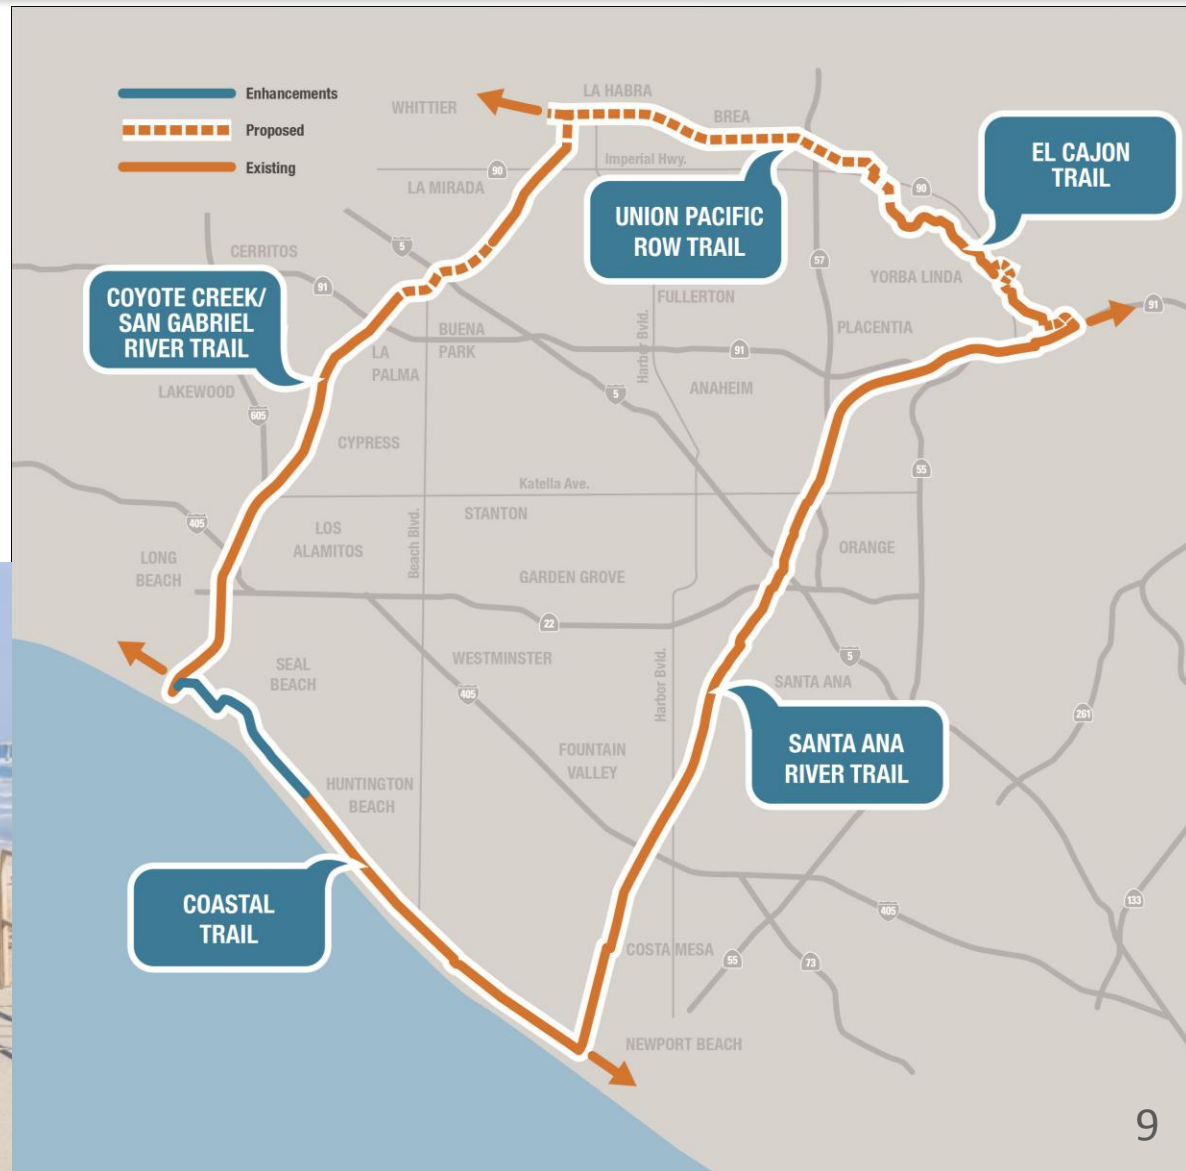 Enhancements
Proposed
Existing
WHITTIER
LA HABRA
BREA
Imperial Hwy.
90
LA MIRADA
90
EL CAJON
TRAIL
UNION PACIFIC
ROW TRAIL
CERRITOS
5
57
YORBA LINDA
91
COYOTE CREEK/
SAN GABRIEL
RIVER TRAIL
FULLERTON
91
BUENA
PARK
Harbor Bvld.
PLACENTIA
LA
PALMA
91
LAKEWOOD
ANAHEIM
5
605
CYPRESS
55
Katella Ave.
405
STANTON
LOS
ALAMITOS
Beach Blvd.
ORANGE
LONG
BEACH
GARDEN GROVE
22
SEAL
BEACH
WESTMINSTER
Harbor Bvld.
5
405
SANTA ANA
261
SANTA ANA
RIVER TRAIL
FOUNTAIN
VALLEY
HUNTINGTON
BEACH
COASTAL
TRAIL
405
133
COSTA MESA
55
73
NEWPORT BEACH
9